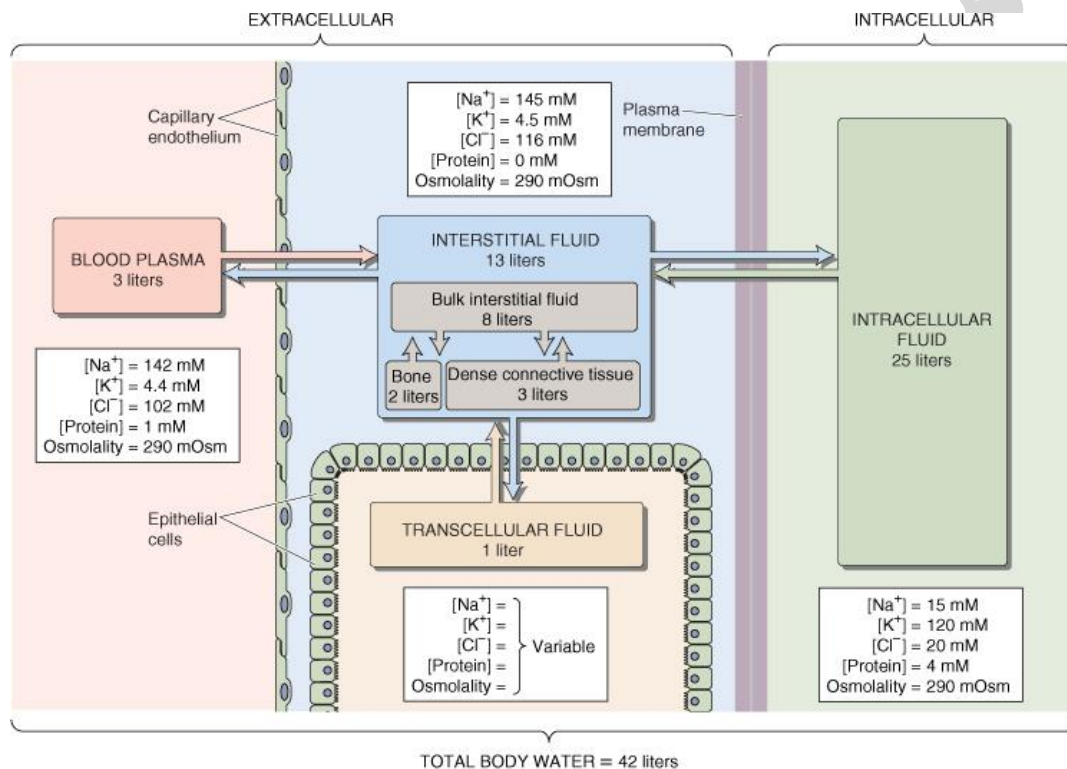 EXTRACELLULAR
INTRACELLULAR
Capillary
endothelium
[Na⁺] = 145 mM
[K⁺] = 4.5 mM
[Cl⁻] = 116 mM
[Protein] = 0 mM
Osmolality = 290 mOsm
Plasma
membrane
BLOOD PLASMA
3 liters
INTERSTITIAL FLUID
13 liters
Bulk interstitial fluid
8 liters
Bone
2 liters
Dense connective tissue
3 liters
INTRACELLULAR
FLUID
25 liters
[Na⁺] = 142 mM
[K⁺] = 4.4 mM
[Cl⁻] = 102 mM
[Protein] = 1 mM
Osmolality = 290 mOsm
Epithelial
cells
TRANSCELLULAR FLUID
1 liter
[Na⁺] =
[K⁺] =
[Cl⁻] =
[Protein] =
Osmolality =
Variable
[Na⁺] = 15 mM
[K⁺] = 120 mM
[Cl⁻] = 20 mM
[Protein] = 4 mM
Osmolality = 290 mOsm
TOTAL BODY WATER = 42 liters